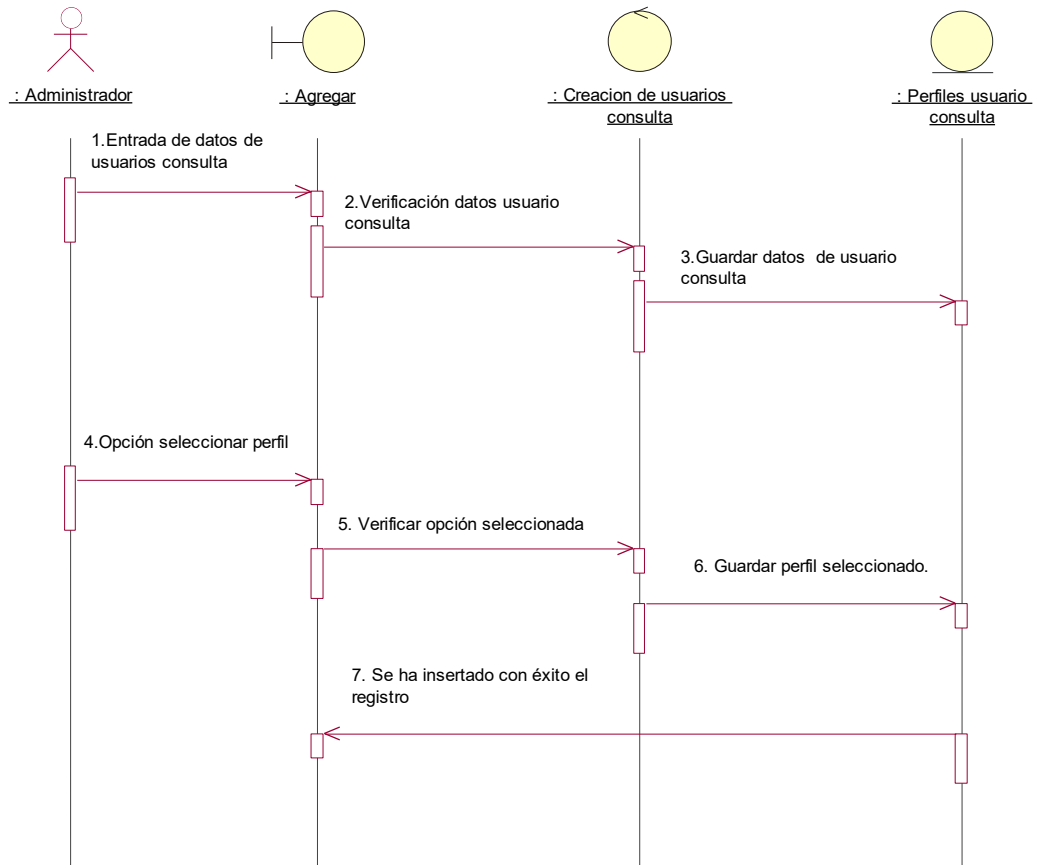 : Administrador
: Agregar
: Creacion de usuarios
consulta
: Perfiles usuario
consulta
1.Entrada de datos de
usuarios consulta
2.Verificación datos usuario
consulta
3.Guardar datos  de usuario
consulta
4.Opción seleccionar perfil
5. Verificar opción seleccionada
6. Guardar perfil seleccionado.
7. Se ha insertado con éxito el
registro